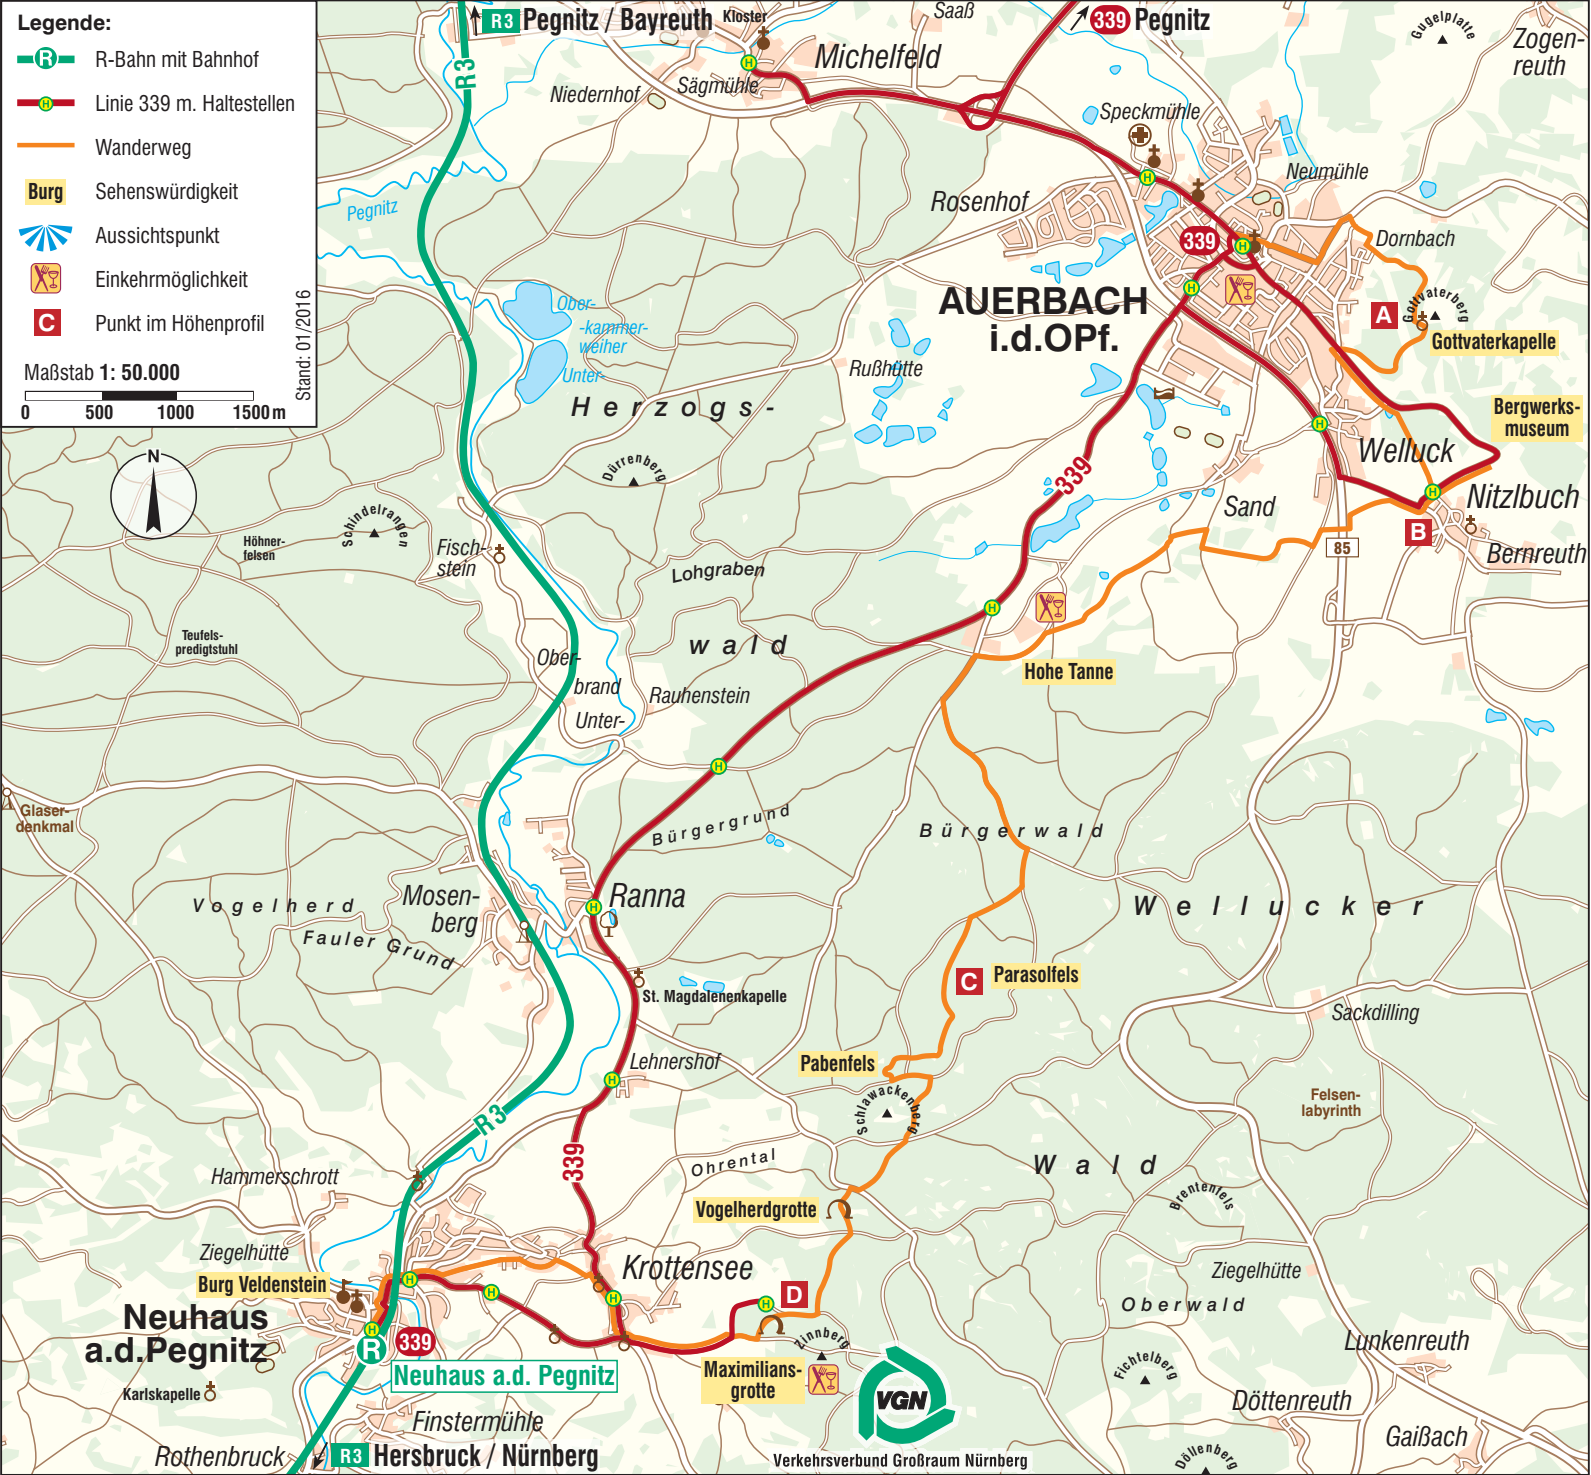 Legende:
R-Bahn mit Bahnhof
Linie 339 m. Haltestellen
Wanderweg
Burg Sehenswürdigkeit
Aussichtspunkt
Einkehrmöglichkeit
C Punkt im Höhenprofil
Maßstab 1: 50.000
0 500 1000 1500 m
Stand: 01/2016
N
R3 Pegnitz / Bayreuth
R3
Kloster
Saaß
339 Pegnitz
Gugelplatte
Zogen-
reuth
Michelfeld
Sägmühle
Niedernhof
Speckmühle
Neumühle
Rosenhof
Pegnitz
339
Dornbach
AUERBACH
i.d.OPf.
A
Gottvaterberg
Gottvaterkapelle
Ober-
-kammer-
weiher
Unter-
Rußhütte
Herzogs-
Bergwerks-
museum
Welluck
Dürrenberg
339
Sand
Nitzlbuch
B
85
Bernreuth
Schindelrangen
Höhner-
felsen
Fisch-
stein
Lohgraben
Teufels-
predigtstuhl
wald
Ober-
brand
Unter-
Rauhenstein
Hohe Tanne
Glaser-
denkmal
Bürgergrund
Bürgerwald
Vogelherd
Fauler Grund
Mosen-
berg
Ranna
Wellucker
C Parasolfels
St. Magdalenenkapelle
Sackdilling
Lehnershof
Pabenfels
Schlawackenberg
Felsen-
labyrinth
R3
339
Ohrental
Wald
Hammerschrott
Brentenfels
Vogelherdgrotte
Ziegelhütte
Burg Veldenstein
Krottensee
Ziegelhütte
D
Oberwald
Neuhaus
a.d.Pegnitz
R
339
Neuhaus a.d. Pegnitz
Zinnberg
Maximilians-
grotte
Lunkenreuth
Fichtelberg
Karlskapelle
VGN
Döttenreuth
Finstermühle
Gaißach
Rothenbruck
R3 Hersbruck / Nürnberg
Verkehrsverbund Großraum Nürnberg
Döllenberg